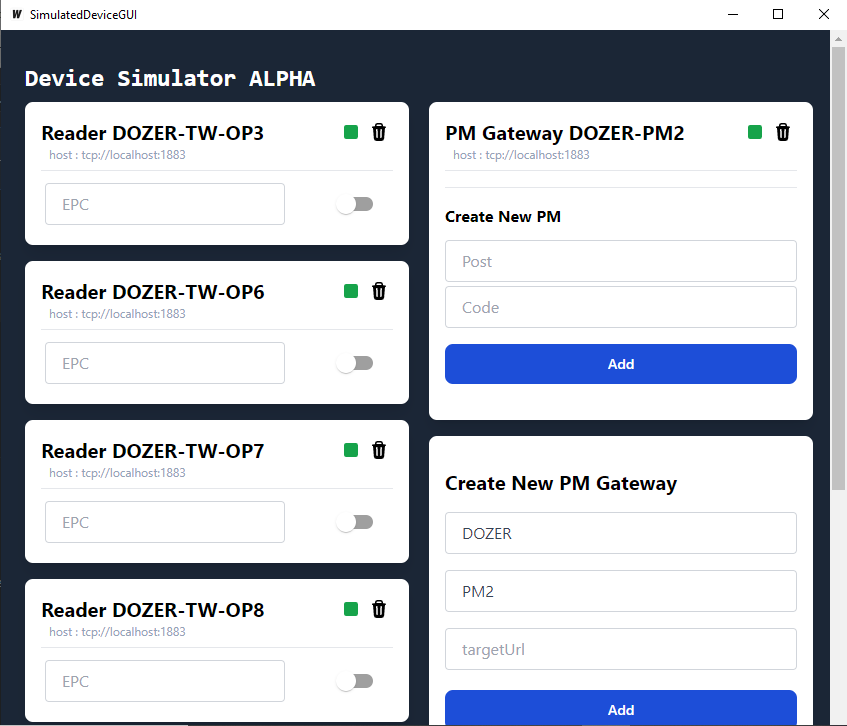 SimulatedDeviceGUI
Device Simulator ALPHA
Reader DOZER-TW-OP3
host : tcp://localhost:1883
EPC
Reader DOZER-TW-OP6
host : tcp://localhost:1883
EPC
Reader DOZER-TW-OP7
host : tcp://localhost:1883
EPC
Reader DOZER-TW-OP8
host : tcp://localhost:1883
EPC
PM Gateway DOZER-PM2
host : tcp://localhost:1883
Create New PM
Post
Code
Add
Create New PM Gateway
DOZER
PM2
targetUrl
Add